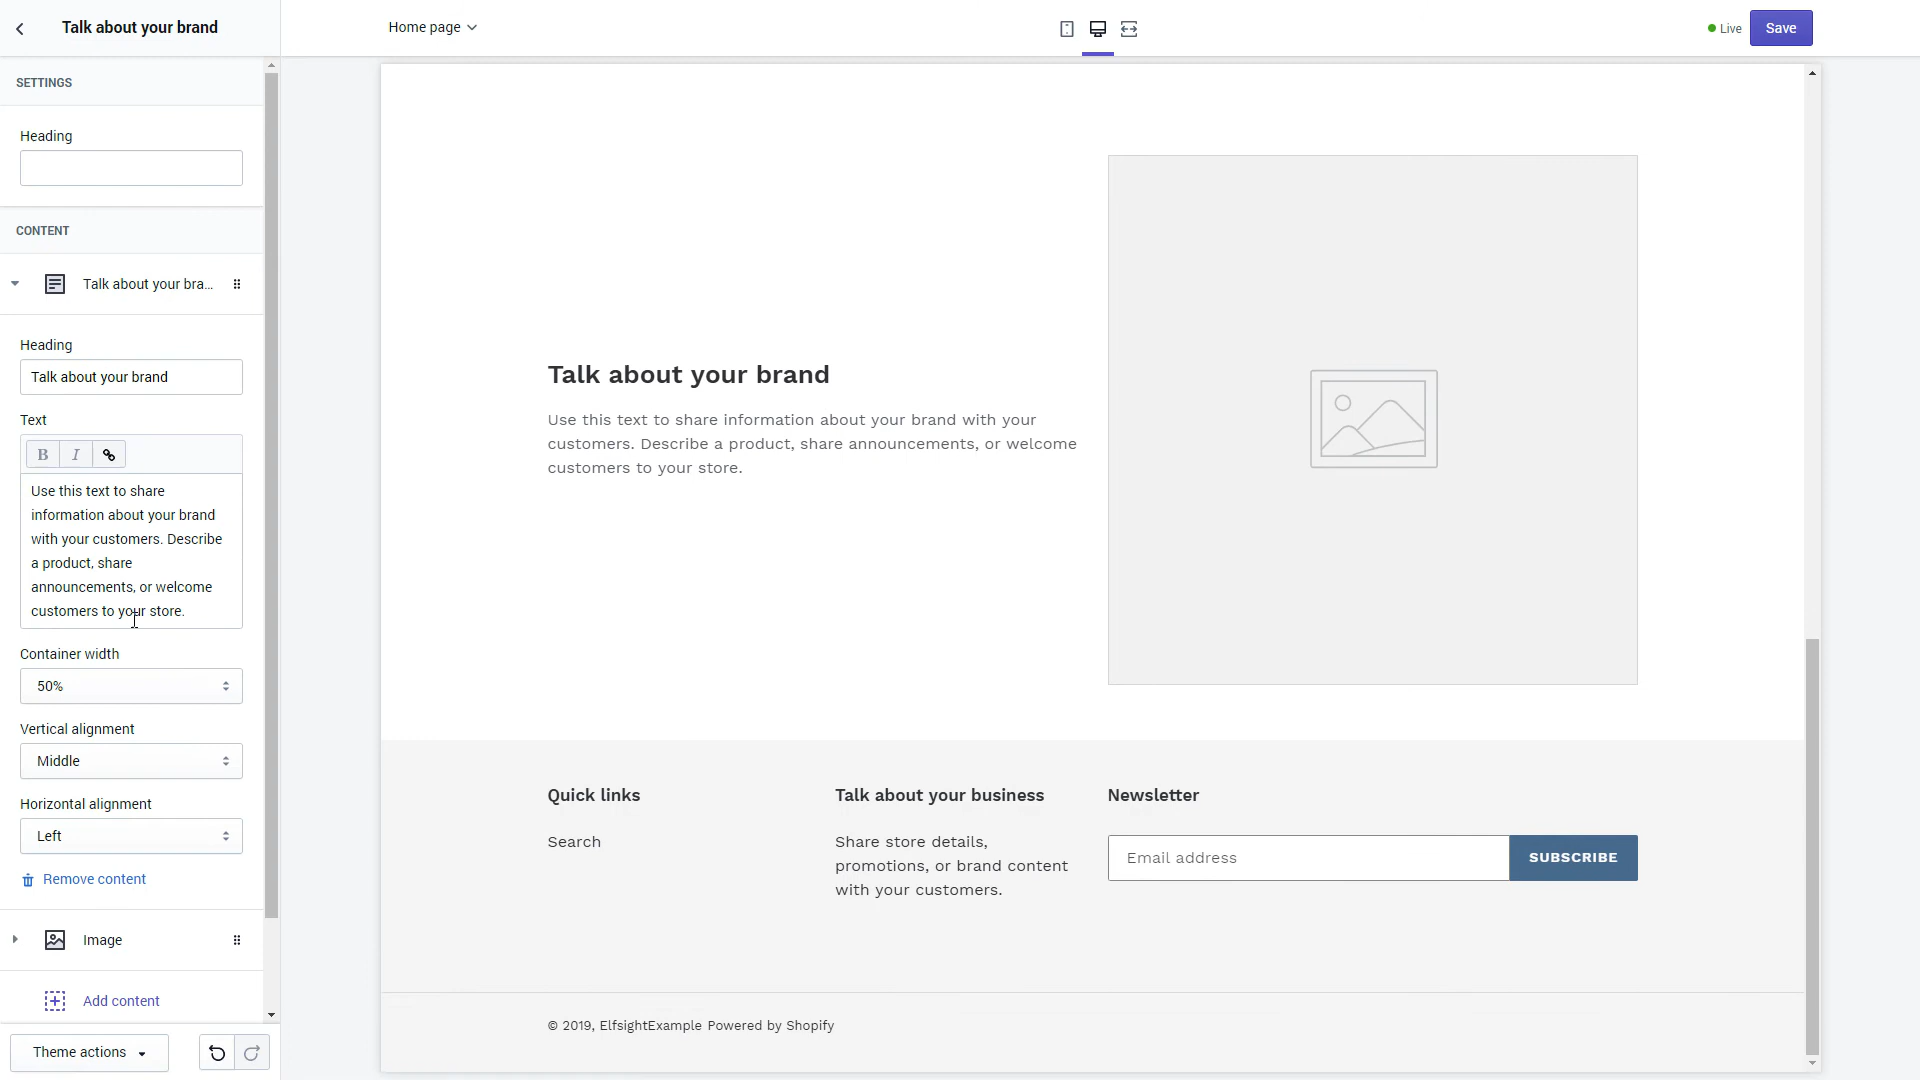 Talk about your brand
Home page
Live
Save
SETTINGS
Heading
CONTENT
Talk about your bra...
Heading
Talk about your brand
Text
B I
Use this text to share
information about your brand
with your customers. Describe
a product, share
announcements, or welcome
customers to your store.
Container width
50%
Vertical alignment
Middle
Horizontal alignment
Left
Remove content
Image
Add content
Theme actions
Talk about your brand
Use this text to share information about your brand with your
customers. Describe a product, share announcements, or welcome
customers to your store.
Quick links
Search
Talk about your business
Share store details,
promotions, or brand content
with your customers.
Newsletter
Email address
SUBSCRIBE
© 2019, ElfsightExample Powered by Shopify